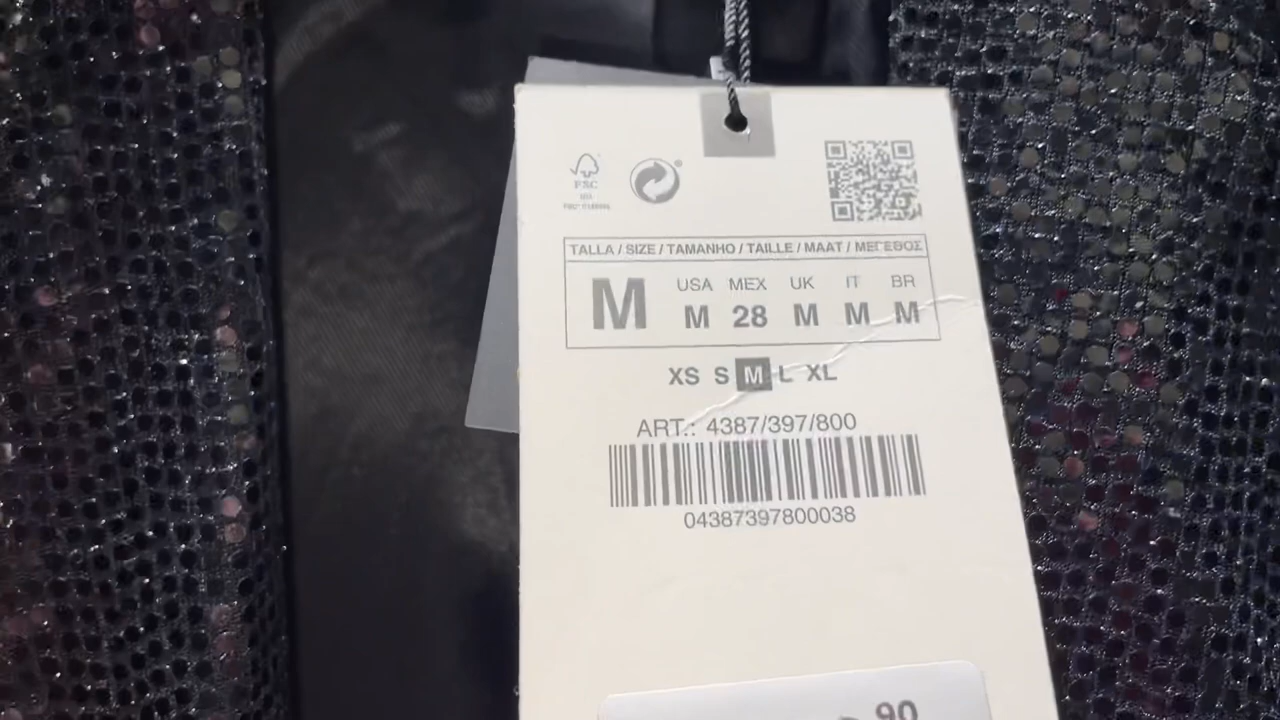 FSC
TALLA / SIZE / TAMANHO / TAILLE / MAAT / ΜΕΓΕΘΟΣ
M
USA MEX UK IT BR
M 28 M M M
XS S M L XL
ART.: 4387/397/800
04387397800038
90